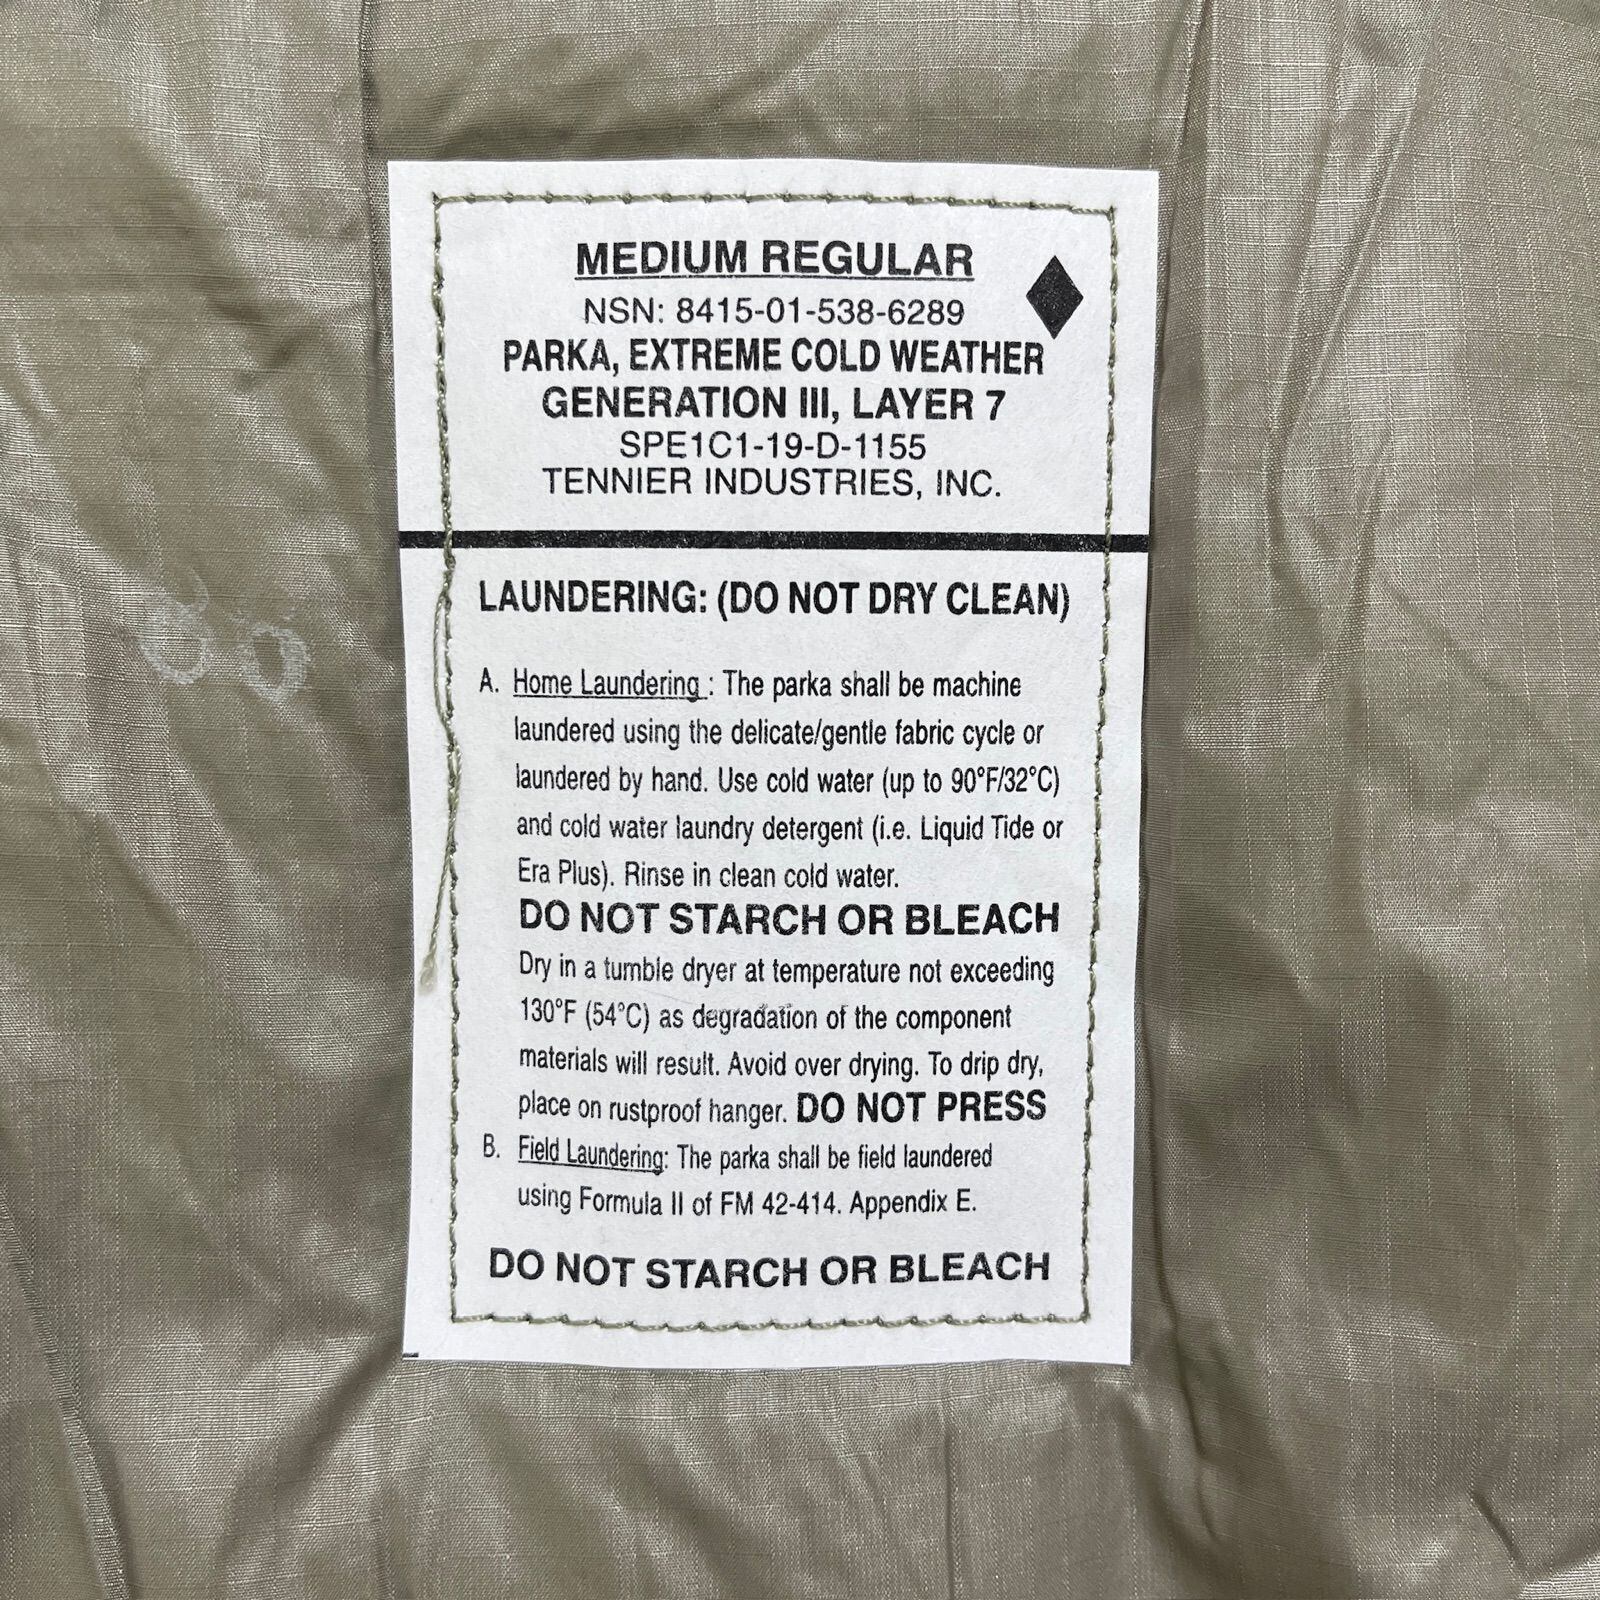 MEDIUM REGULAR
NSN: 8415-01-538-6289
PARKA, EXTREME COLD WEATHER
GENERATION III, LAYER 7
SPE1C1-19-D-1155
TENNIER INDUSTRIES, INC.
LAUNDERING: (DO NOT DRY CLEAN)
A. Home Laundering : The parka shall be machine
laundered using the delicate/gentle fabric cycle or
laundered by hand. Use cold water (up to 90°F/32°C)
and cold water laundry detergent (i.e. Liquid Tide or
Era Plus). Rinse in clean cold water.
DO NOT STARCH OR BLEACH
Dry in a tumble dryer at temperature not exceeding
130°F (54°C) as degradation of the component
materials will result. Avoid over drying. To drip dry,
place on rustproof hanger. DO NOT PRESS
B. Field Laundering: The parka shall be field laundered
using Formula II of FM 42-414. Appendix E.
DO NOT STARCH OR BLEACH